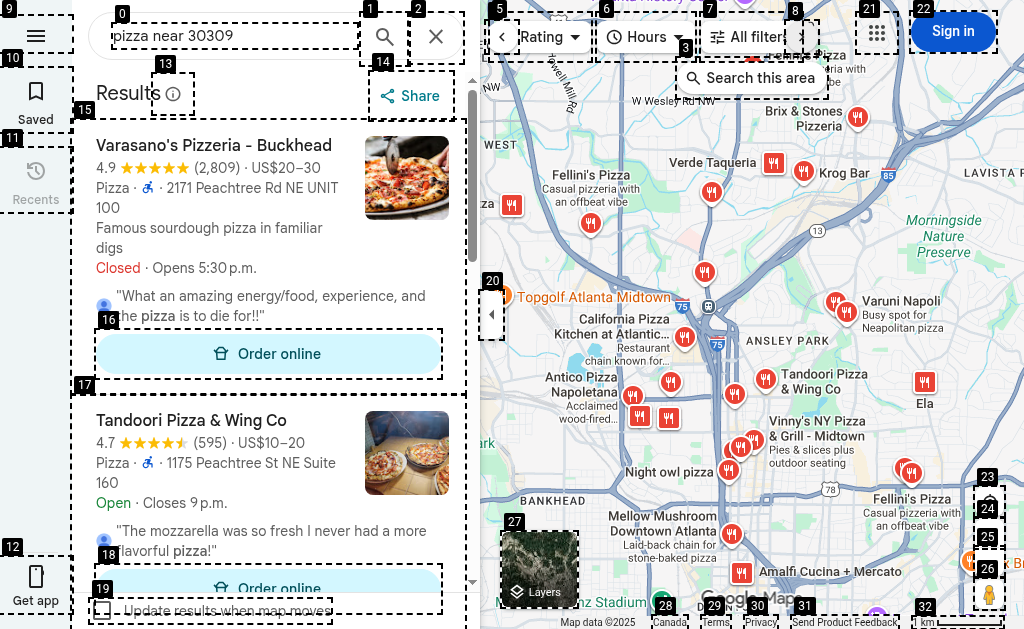 pizza near 30309
Rating
Hours
All filters
Sign in
Saved
Recents
Get app
Results
Share
Search this area
Varasano's Pizzeria - Buckhead
4.9 (2,809) · US$20–30
Pizza · 2171 Peachtree Rd NE UNIT
100
Famous sourdough pizza in familiar
digs
Closed · Opens 5:30 p.m.
"What an amazing energy/food, experience, and
the pizza is to die for!!"
Order online
Tandoori Pizza & Wing Co
4.7 (595) · US$10–20
Pizza · 1175 Peachtree St NE Suite
160
Open · Closes 9 p.m.
"The mozzarella was so fresh I never had a more
flavorful pizza!"
Order online
Update results when map moves
0
1
2
3
5
6
7
8
9
10
11
12
13
14
15
16
17
18
19
20
21
22
23
24
25
26
27
28
29
30
31
32
NW
Howell Mill Rd
W Wesley Rd NW
WEST
Brix & Stones
Pizzeria
Verde Taqueria
Krog Bar
85
LAVISTA P
Fellini's Pizza
Casual pizzeria with
an offbeat vibe
zza
13
Morningside
Nature
Preserve
Topgolf Atlanta Midtown
75
California Pizza
Kitchen at Atlantic...
Restaurant
chain known for...
75
Varuni Napoli
Busy spot for
Neapolitan pizza
ANSLEY PARK
Antico Pizza
Napoletana
Acclaimed
wood-fired...
Tandoori Pizza
& Wing Co
Ela
Vinny's NY Pizza
& Grill - Midtown
Pies & slices plus
outdoor seating
ark
Night owl pizza
78
BANKHEAD
Fellini's Pizza
Casual pizzeria with
an offbeat vibe
Mellow Mushroom
Downtown Atlanta
Laid-back chain for
stone-baked pizza
Amalfi Cucina + Mercato
Layers
Google Maps
Map data ©2025
Canada
Terms
Privacy
Send Product Feedback
1 km